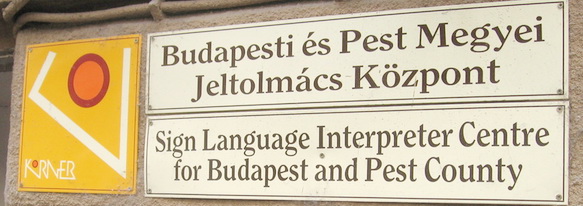 Budapesti és Pest Megyei
Jeltolmács Központ
Sign Language Interpreter Centre
for Budapest and Pest County
KÖRNER